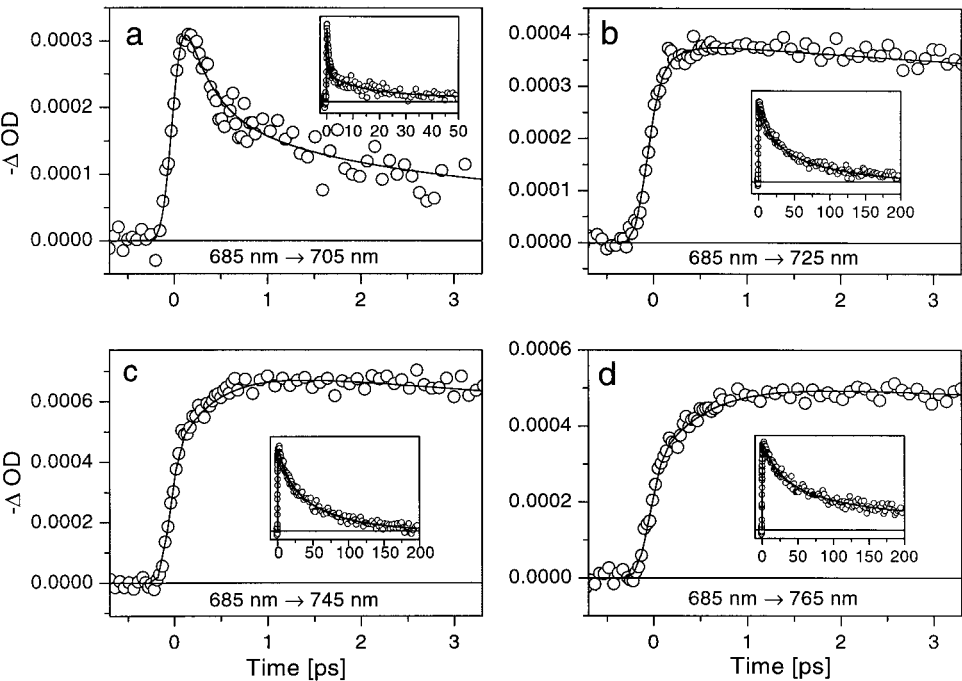 a
b
-Δ OD
0.0003
0.0002
0.0001
0.0000
0 10 20 30 40 50
685 nm → 705 nm
0 1 2 3
0.0004
0.0003
0.0002
0.0001
0.0000
0 50 100 150 200
685 nm → 725 nm
0 1 2 3
c
d
-Δ OD
0.0006
0.0004
0.0002
0.0000
0 50 100 150 200
685 nm → 745 nm
0 1 2 3
Time [ps]
0.0006
0.0004
0.0002
0.0000
0 50 100 150 200
685 nm → 765 nm
0 1 2 3
Time [ps]